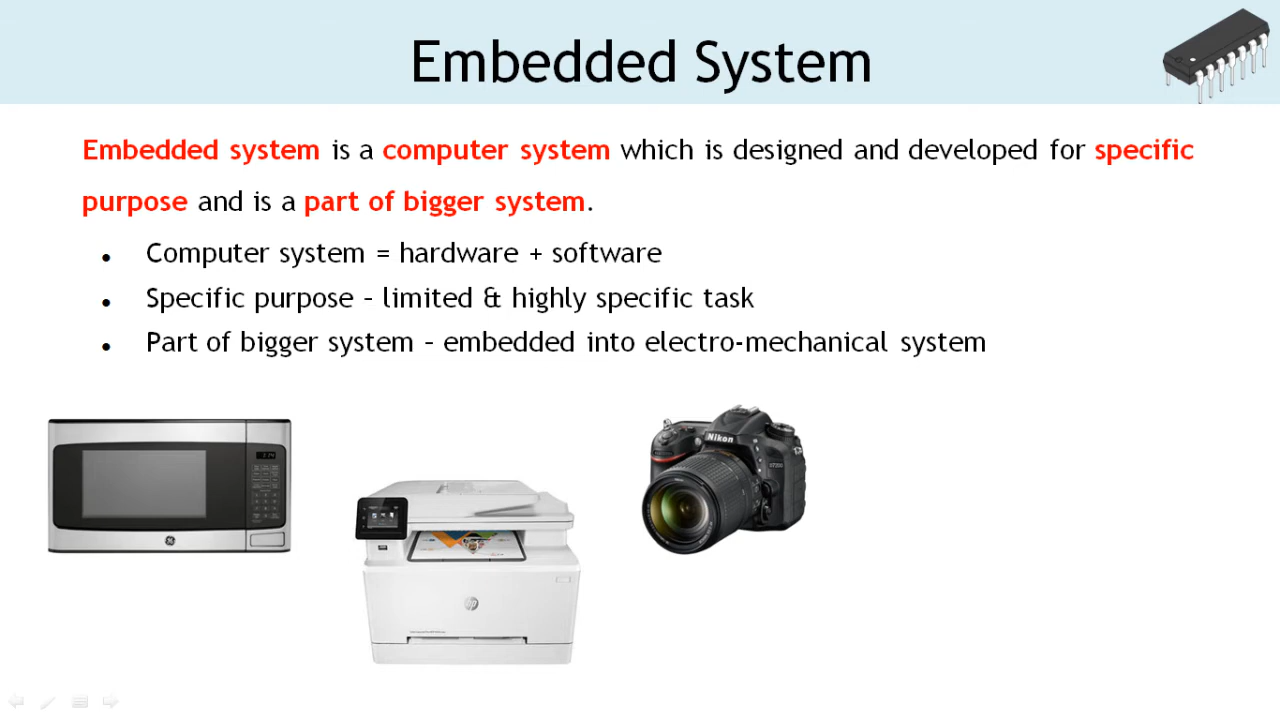 Embedded System
Embedded system is a computer system which is designed and developed for specific
purpose and is a part of bigger system.
• Computer system = hardware + software
• Specific purpose – limited & highly specific task
• Part of bigger system – embedded into electro-mechanical system
Nikon
D7200
hp